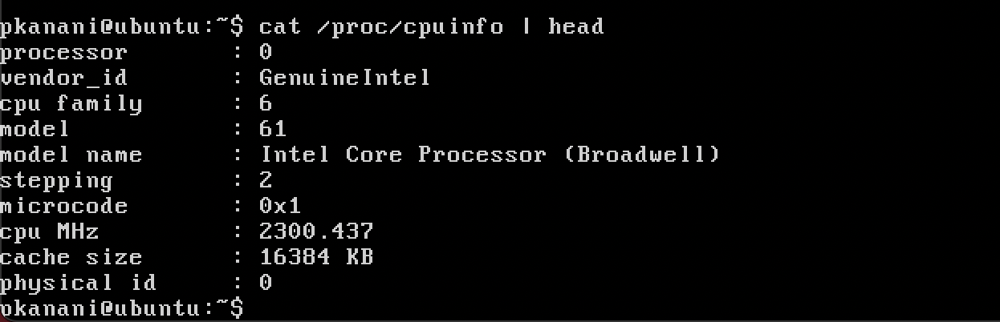 pkanani@ubuntu:~$ cat /proc/cpuinfo | head
processor       : 0
vendor_id       : GenuineIntel
cpu family      : 6
model           : 61
model name      : Intel Core Processor (Broadwell)
stepping        : 2
microcode       : 0x1
cpu MHz         : 2300.437
cache size      : 16384 KB
physical id     : 0
pkanani@ubuntu:~$